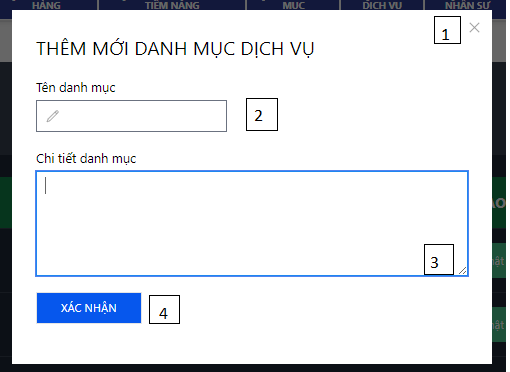 HÀNG TIỀM NĂNG MỤC DỊCH VỤ NHÂN SỰ
1
THÊM MỚI DANH MỤC DỊCH VỤ
Tên danh mục
2
Chi tiết danh mục
3
XÁC NHẬN
4